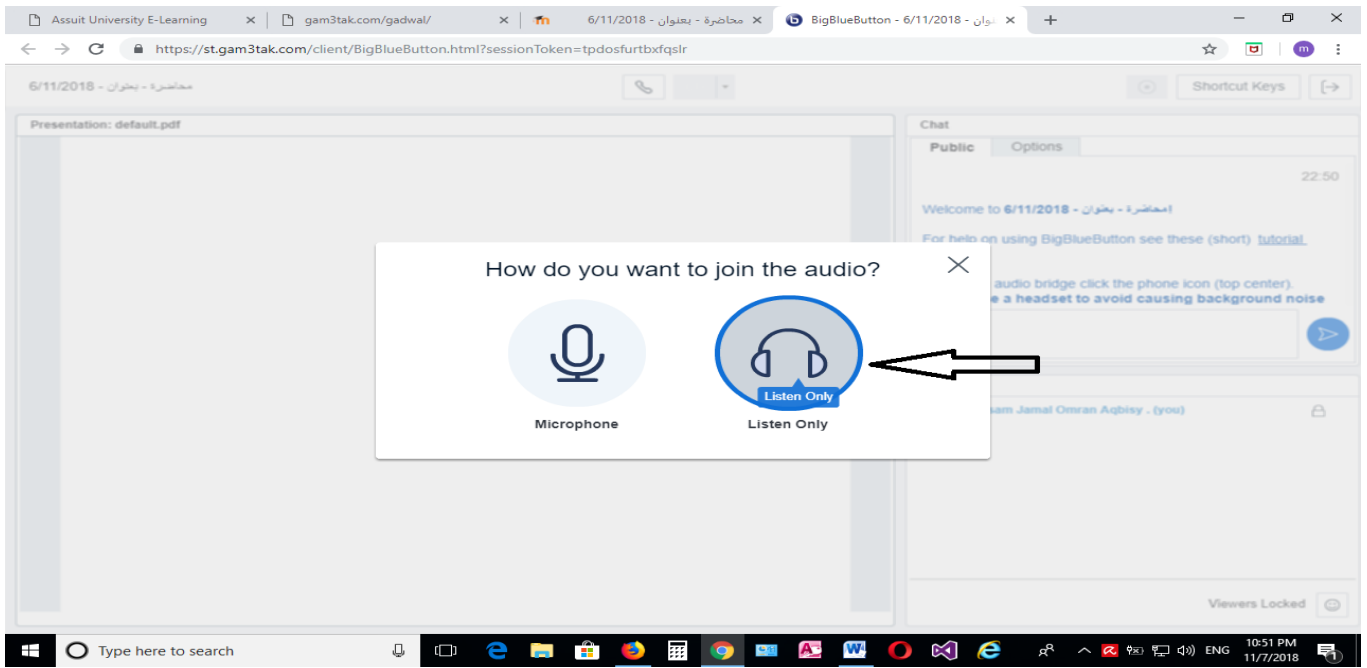 Assuit University E-Learning
gam3tak.com/gadwal/
محاضرة - بعنوان - 6/11/2018
BigBlueButton - 6/11/2018 - عنوان
https://st.gam3tak.com/client/BigBlueButton.html?sessionToken=tpdosfurtbxfqslr
m
محاضرة - بعنوان - 6/11/2018
Shortcut Keys
Presentation: default.pdf
Chat
Public
Options
22:50
Welcome to محاضرة - بعنوان - 6/11/2018!
For help on using BigBlueButton see these (short) tutorial
audio bridge click the phone icon (top center).
e a headset to avoid causing background noise
How do you want to join the audio?
Listen Only
Microphone
Listen Only
sam Jamal Omran Aqbisy . (you)
Viewers Locked
Type here to search
ENG
10:51 PM
11/7/2018